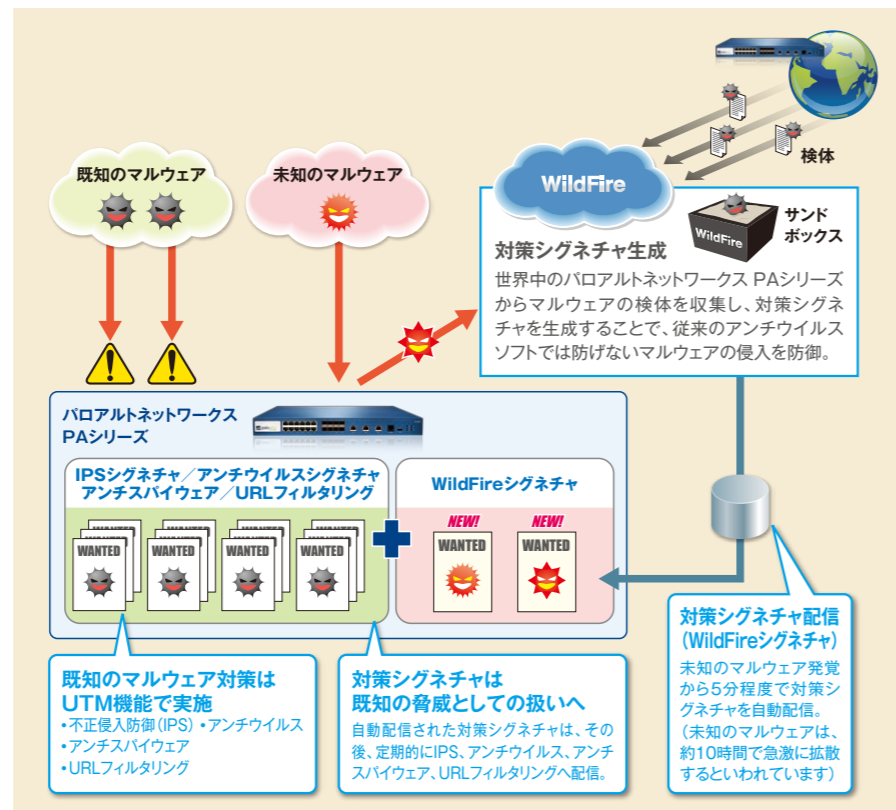 検体
既知のマルウェア
未知のマルウェア
WildFire
WildFire
サンド
ボックス
対策シグネチャ生成
世界中のパロアルトネットワークス PAシリーズ
からマルウェアの検体を収集し、対策シグネ
チャを生成することで、従来のアンチウイルス
ソフトでは防げないマルウェアの侵入を防御。
パロアルトネットワークス
PAシリーズ
IPSシグネチャ／アンチウイルスシグネチャ
アンチスパイウェア／URLフィルタリング
WANTED
WANTED
WANTED
WANTED
WildFireシグネチャ
NEW!
NEW!
WANTED
WANTED
既知のマルウェア対策は
UTM機能で実施
・不正侵入防御（IPS） ・アンチウイルス
・アンチスパイウェア
・URLフィルタリング
対策シグネチャは
既知の脅威としての扱いへ
自動配信された対策シグネチャは、その
後、定期的にIPS、アンチウイルス、アンチ
スパイウェア、URLフィルタリングへ配信。
対策シグネチャ配信
（WildFireシグネチャ）
未知のマルウェア発覚
から5分程度で対策シ
グネチャを自動配信。
（未知のマルウェアは、
約10時間で急激に拡散
するといわれています）